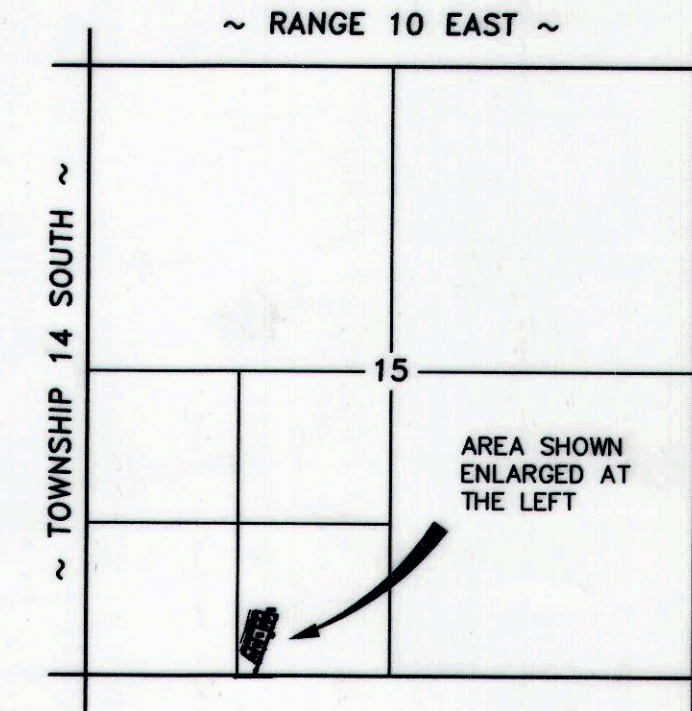 ~ RANGE 10 EAST ~
~ TOWNSHIP 14 SOUTH ~
15
AREA SHOWN
ENLARGED AT
THE LEFT